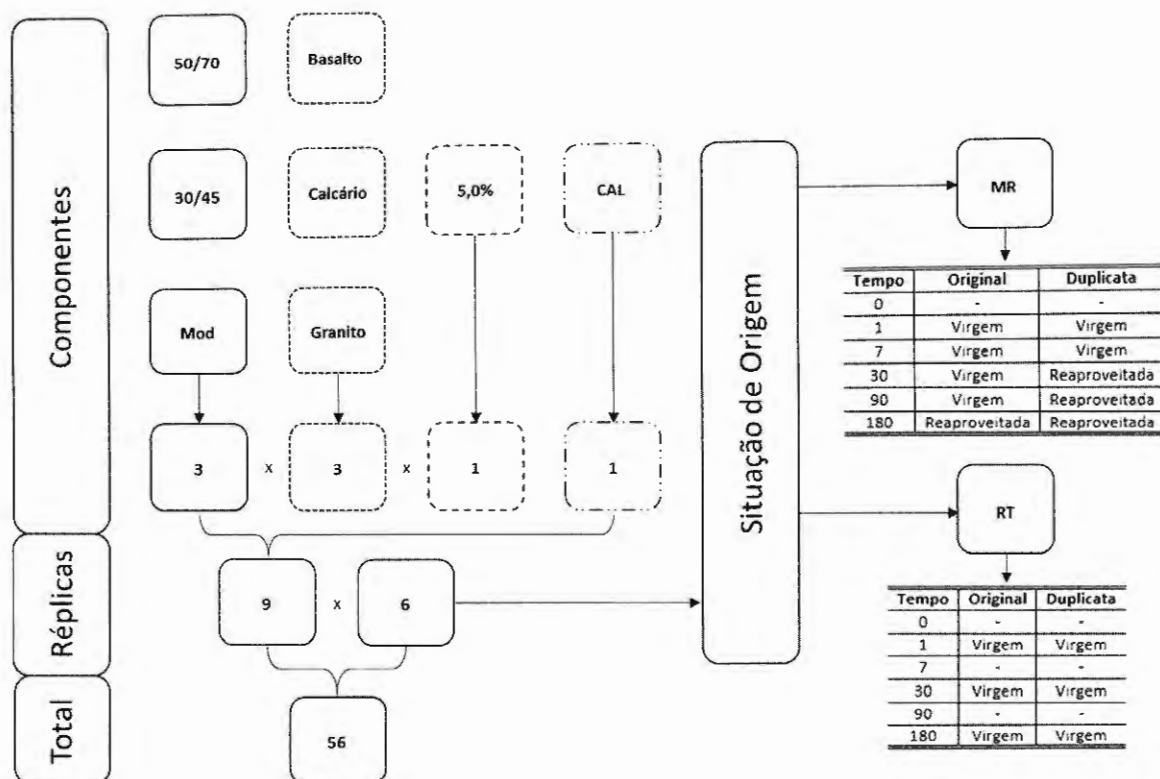 Componentes
50/70
Basalto
30/45
Calcário
5,0%
CAL
Mod
Granito
3 x 3 x 1 1
Réplicas
9 x 6
Total
56
Situação de Origem
MR
Tempo Original Duplicata
0 - -
1 Virgem Virgem
7 Virgem Virgem
30 Virgem Reaproveitada
90 Virgem Reaproveitada
180 Reaproveitada Reaproveitada
RT
Tempo Original Duplicata
0 - -
1 Virgem Virgem
7 - -
30 Virgem Virgem
90 - -
180 Virgem Virgem